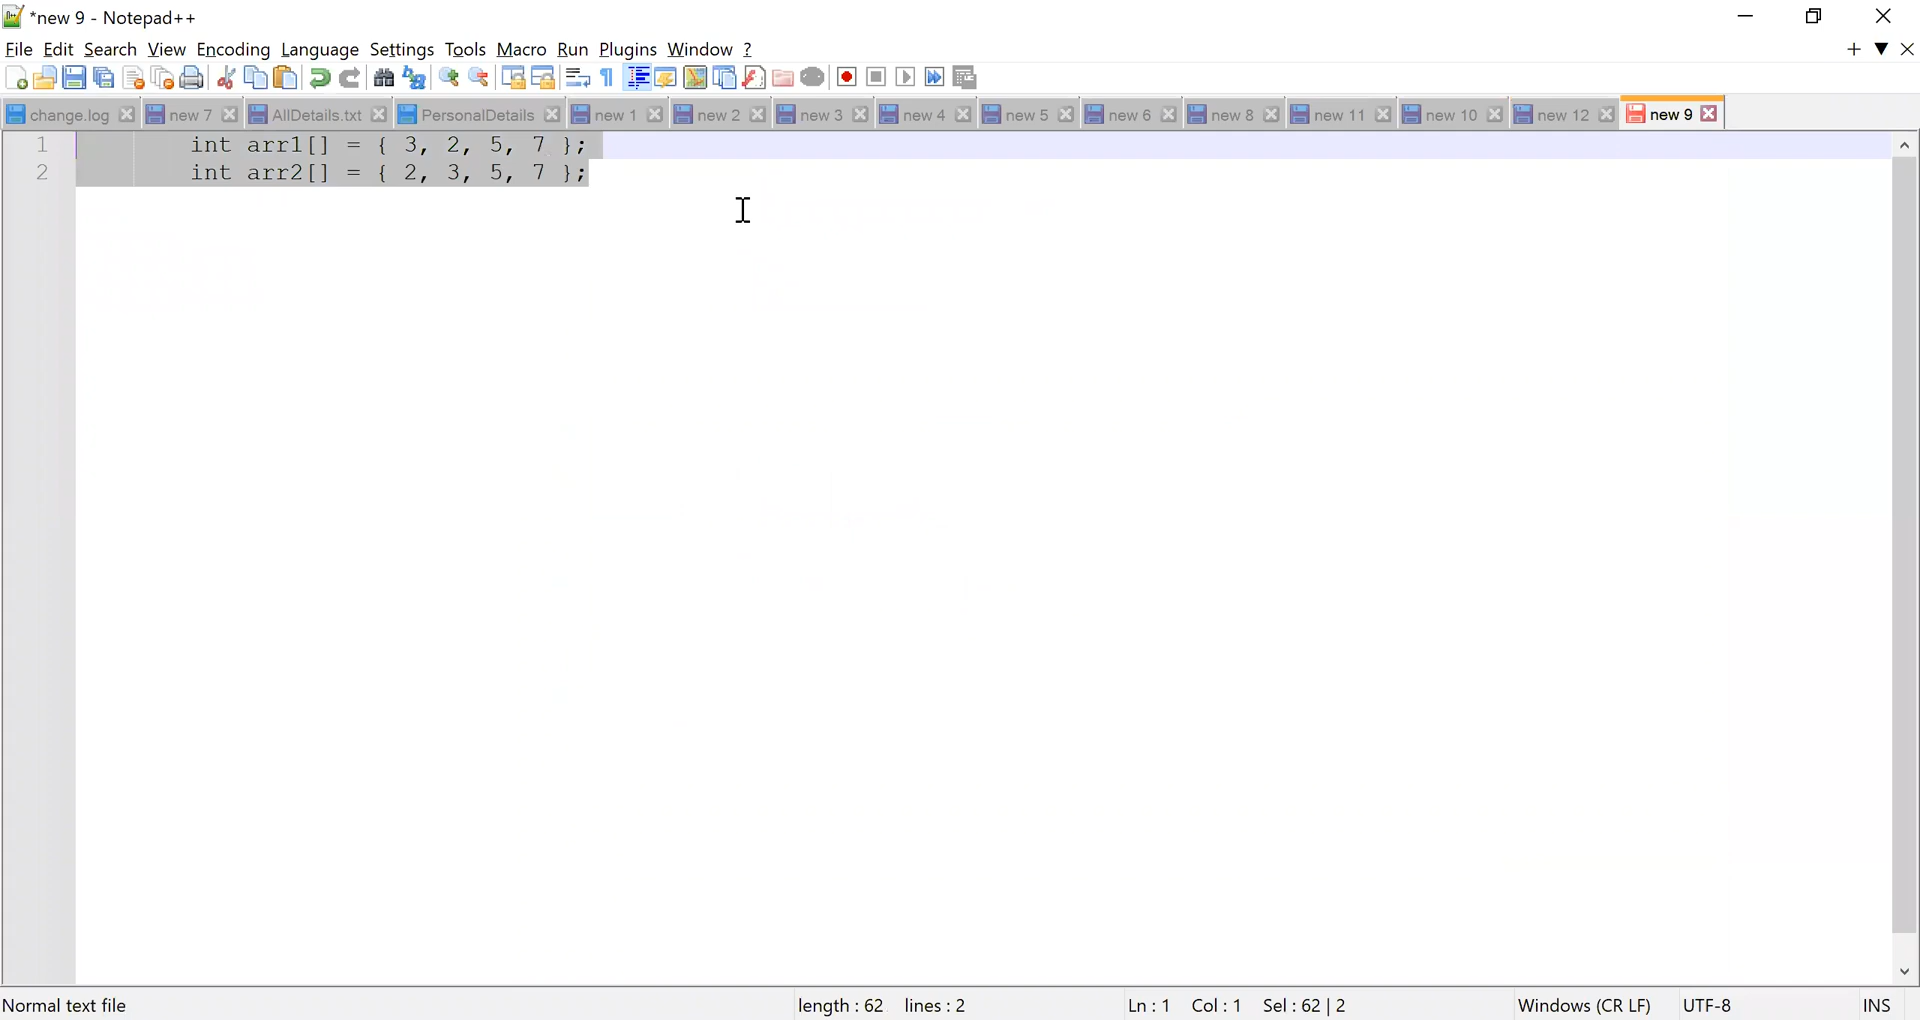 *new 9 - Notepad++
File Edit Search View Encoding Language Settings Tools Macro Run Plugins Window ?
change.log new 7 AllDetails.txt PersonalDetails new 1 new 2 new 3 new 4 new 5 new 6 new 8 new 11 new 10 new 12 new 9
1 int arr1[] = { 3, 2, 5, 7 };
2 int arr2[] = { 2, 3, 5, 7 };
Normal text file length : 62 lines : 2 Ln : 1 Col : 1 Sel : 62 | 2 Windows (CR LF) UTF-8 INS